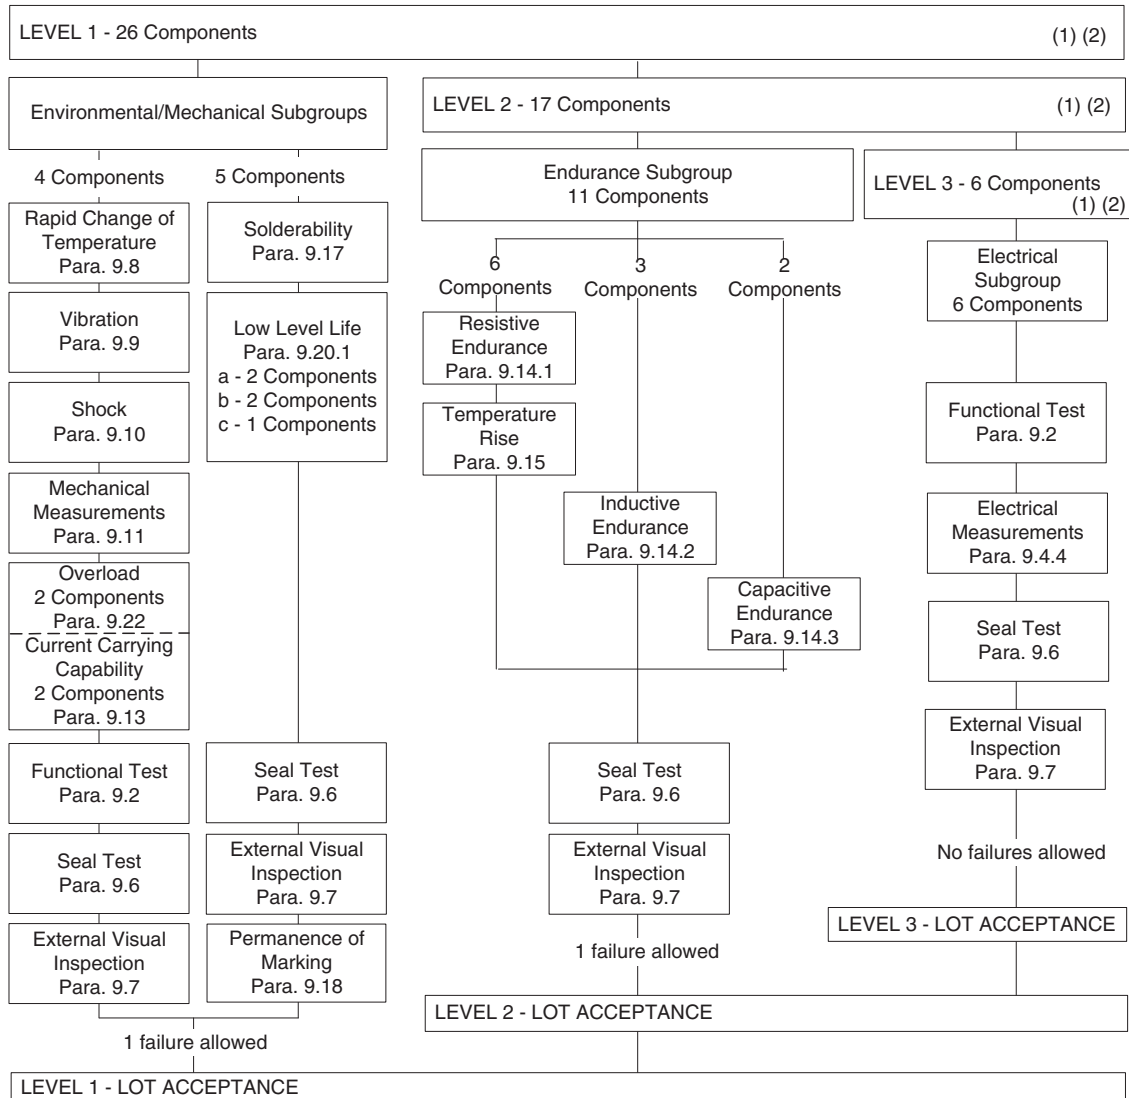 LEVEL 1 - 26 Components (1) (2)
Environmental/Mechanical Subgroups
4 Components
Rapid Change of
Temperature
Para. 9.8
Vibration
Para. 9.9
Shock
Para. 9.10
Mechanical
Measurements
Para. 9.11
Overload
2 Components
Para. 9.22
Current Carrying
Capability
2 Components
Para. 9.13
Functional Test
Para. 9.2
Seal Test
Para. 9.6
External Visual
Inspection
Para. 9.7
5 Components
Solderability
Para. 9.17
Low Level Life
Para. 9.20.1
a - 2 Components
b - 2 Components
c - 1 Components
Seal Test
Para. 9.6
External Visual
Inspection
Para. 9.7
Permanence of
Marking
Para. 9.18
1 failure allowed
LEVEL 2 - 17 Components (1) (2)
Endurance Subgroup
11 Components
6
Components
Resistive
Endurance
Para. 9.14.1
Temperature
Rise
Para. 9.15
3
Components
Inductive
Endurance
Para. 9.14.2
2
Components
Capacitive
Endurance
Para. 9.14.3
Seal Test
Para. 9.6
External Visual
Inspection
Para. 9.7
1 failure allowed
LEVEL 3 - 6 Components
(1) (2)
Electrical
Subgroup
6 Components
Functional Test
Para. 9.2
Electrical
Measurements
Para. 9.4.4
Seal Test
Para. 9.6
External Visual
Inspection
Para. 9.7
No failures allowed
LEVEL 3 - LOT ACCEPTANCE
LEVEL 2 - LOT ACCEPTANCE
LEVEL 1 - LOT ACCEPTANCE